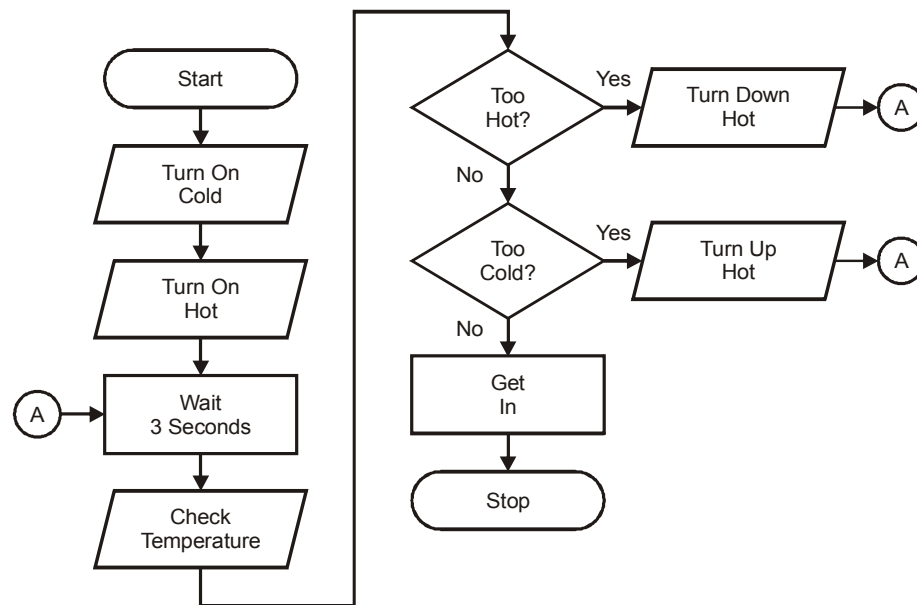 Start
Turn On
Cold
Turn On
Hot
A
Wait
3 Seconds
Check
Temperature
Too
Hot?
Yes
Turn Down
Hot
A
No
Too
Cold?
Yes
Turn Up
Hot
A
No
Get
In
Stop